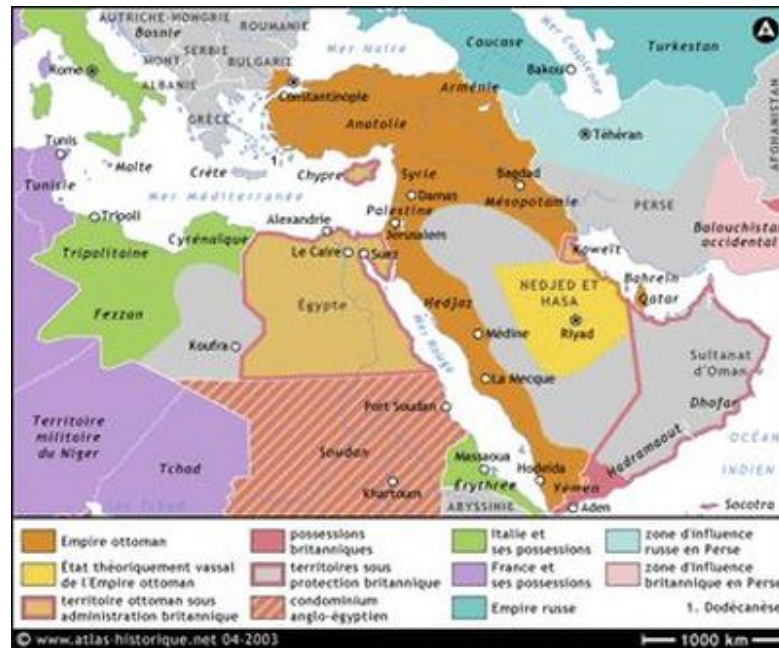 AUTRICHE-HONGRIE
Bosnie
ROUMANIE
SERBIE
MONT.
BULGARIE
ALBANIE
GRÈCE
Rome
Mer Noire
Caucase
Mer Caspienne
Turkestan
Bakou
Constantinople
Arménie
Anatolie
Téhéran
AFGHANISTAN
Tunis
Tunisie
Malte
Crète
1.
Chypre
Syrie
Bagdad
Mer Méditerranée
Damas
Mésopotamie
PERSE
Tripoli
Alexandrie
Palestine
Jérusalem
Baloutchistan
occidental
Tripolitaine
Cyrénaïque
Le Caire
Suez
Koweït
Fezzan
Égypte
Hedjaz
NEDJED ET
HASA
Bahrein
Qatar
Riyad
Koufra
Mer Rouge
Médine
La Mecque
Sultanat
d'Oman
Dhofar
Territoire
militaire
du Niger
Tchad
Port Soudan
Soudan
Khartoum
Massaoua
Érythrée
ABYSSINIE
Hodeida
Yémen
Aden
Hadramaout
OCÉAN
INDIEN
Socotra
Empire ottoman
État théoriquement vassal
de l'Empire ottoman
territoire ottoman sous
administration britannique
possessions
britanniques
territoires sous
protection britannique
condominium
anglo-égyptien
Italie et
ses possessions
France et
ses possessions
Empire russe
zone d'influence
russe en Perse
zone d'influence
britannique en Perse
1. Dodécanèse
© www.atlas-historique.net 04-2003
1000 km